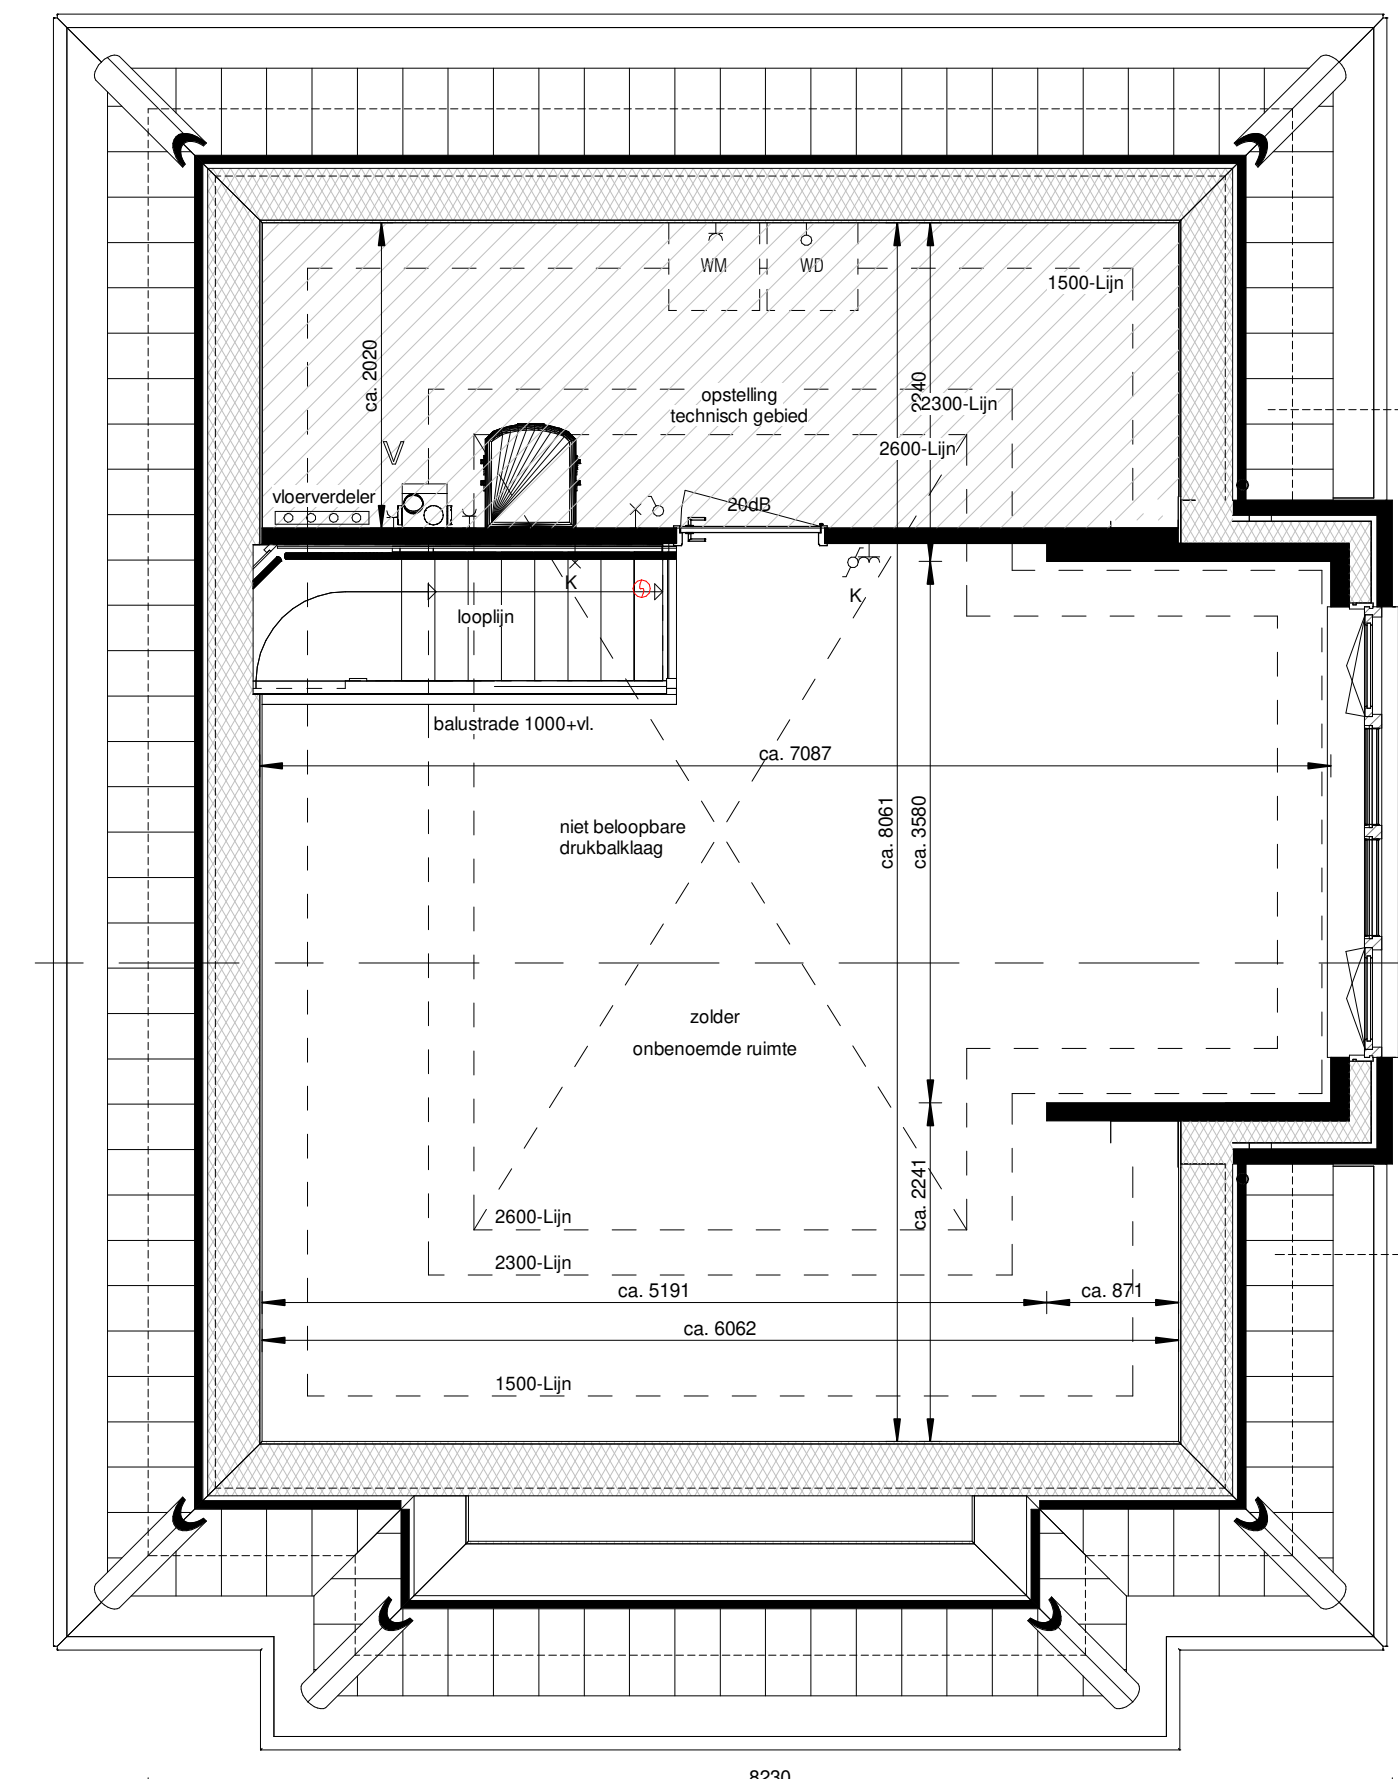 WM
WD
1500-Lijn
ca. 2020
2240
opstelling
technisch gebied
2300-Lijn
2600-Lijn
V
vloerverdeler
20dB
K
K
looplijn
balustrade 1000+vl.
ca. 7087
niet beloopbare
drukbalklaag
ca. 8061
ca. 3580
zolder
onbenoemde ruimte
ca. 2241
2600-Lijn
2300-Lijn
ca. 5191
ca. 871
ca. 6062
1500-Lijn
8230